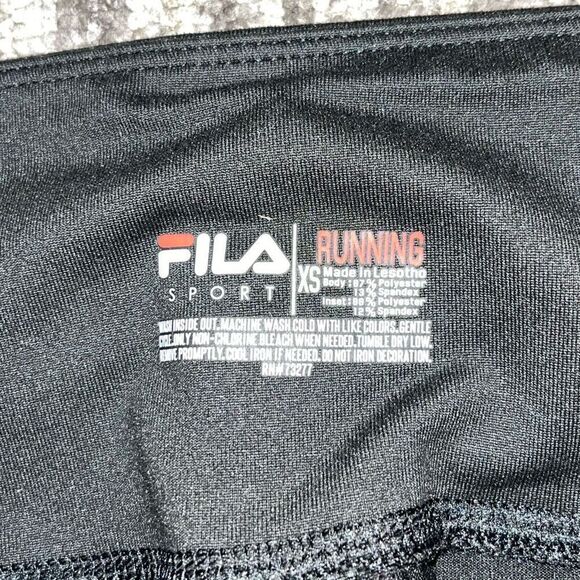 FILA
SPORT
XS
RUNNING
Made in Lesotho
Body: 87% Polyester
13% Spandex
Inset: 88% Polyester
12% Spandex
WASH INSIDE OUT. MACHINE WASH COLD WITH LIKE COLORS. GENTLE
CYCLE. ONLY NON-CHLORINE BLEACH WHEN NEEDED. TUMBLE DRY LOW.
REMOVE PROMPTLY. COOL IRON IF NEEDED. DO NOT IRON DECORATION.
RN# 73277